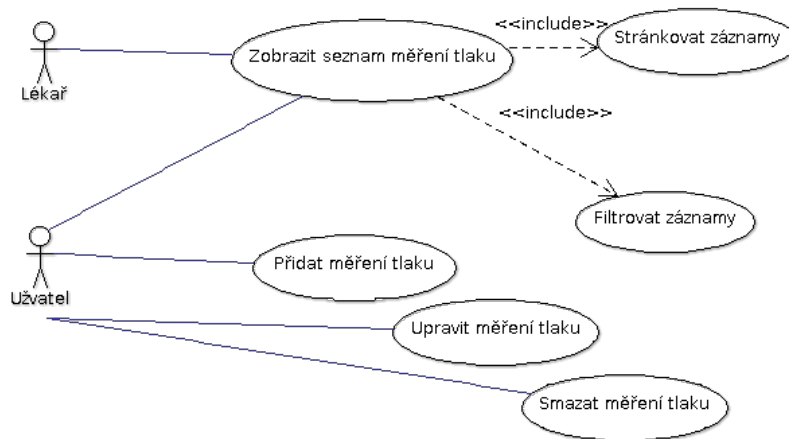 <<include>>
Stránkovat záznamy
Zobrazit seznam měření tlaku
Lékař
<<include>>
Filtrovat záznamy
Přidat měření tlaku
Užvatel
Upravit měření tlaku
Smazat měření tlaku